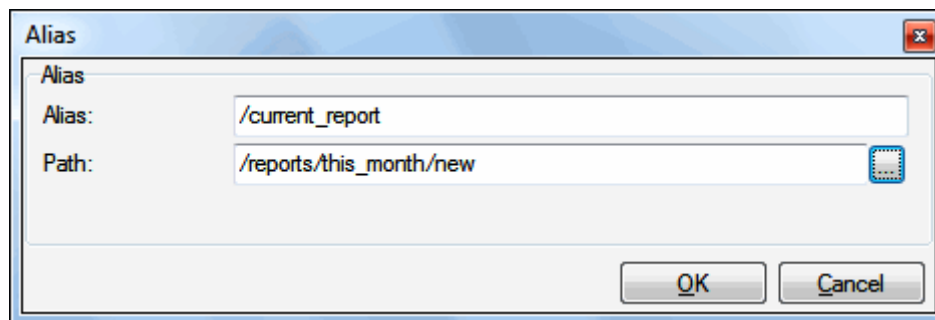 Alias
Alias
Alias: /current_report
Path: /reports/this_month/new ...
OK Cancel